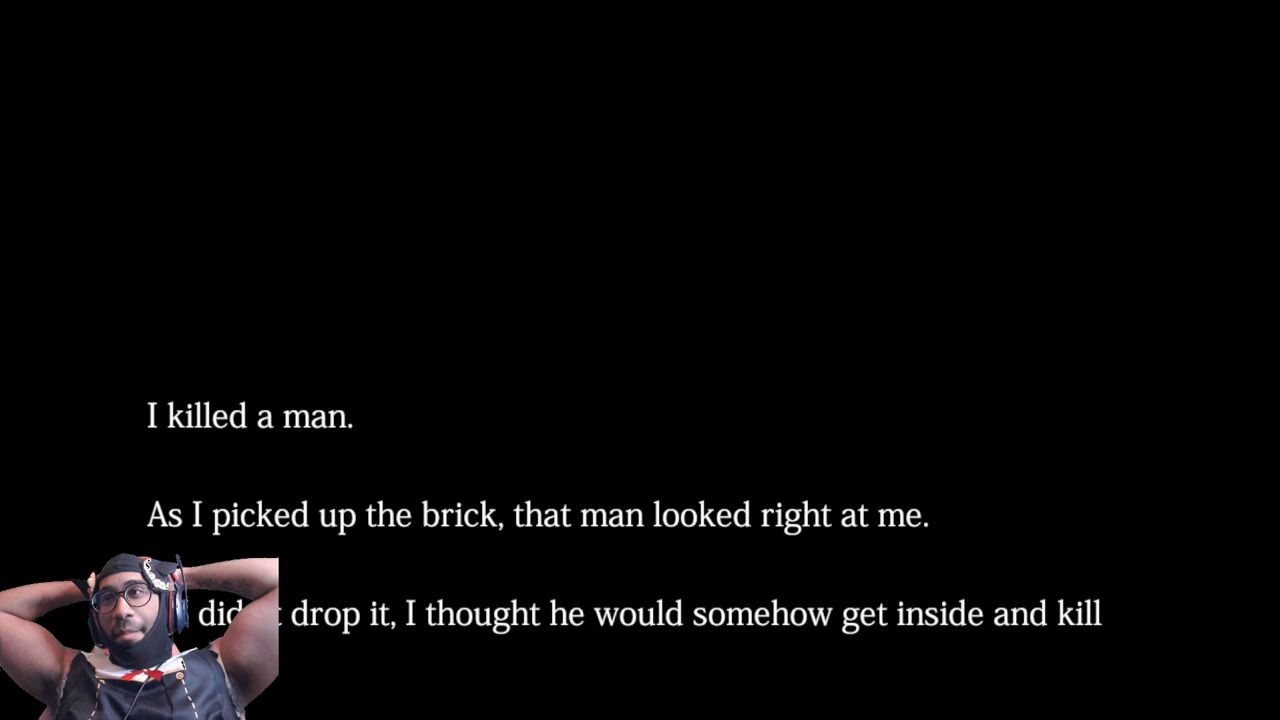 I killed a man.
As I picked up the brick, that man looked right at me.
drop it, I thought he would somehow get inside and kill